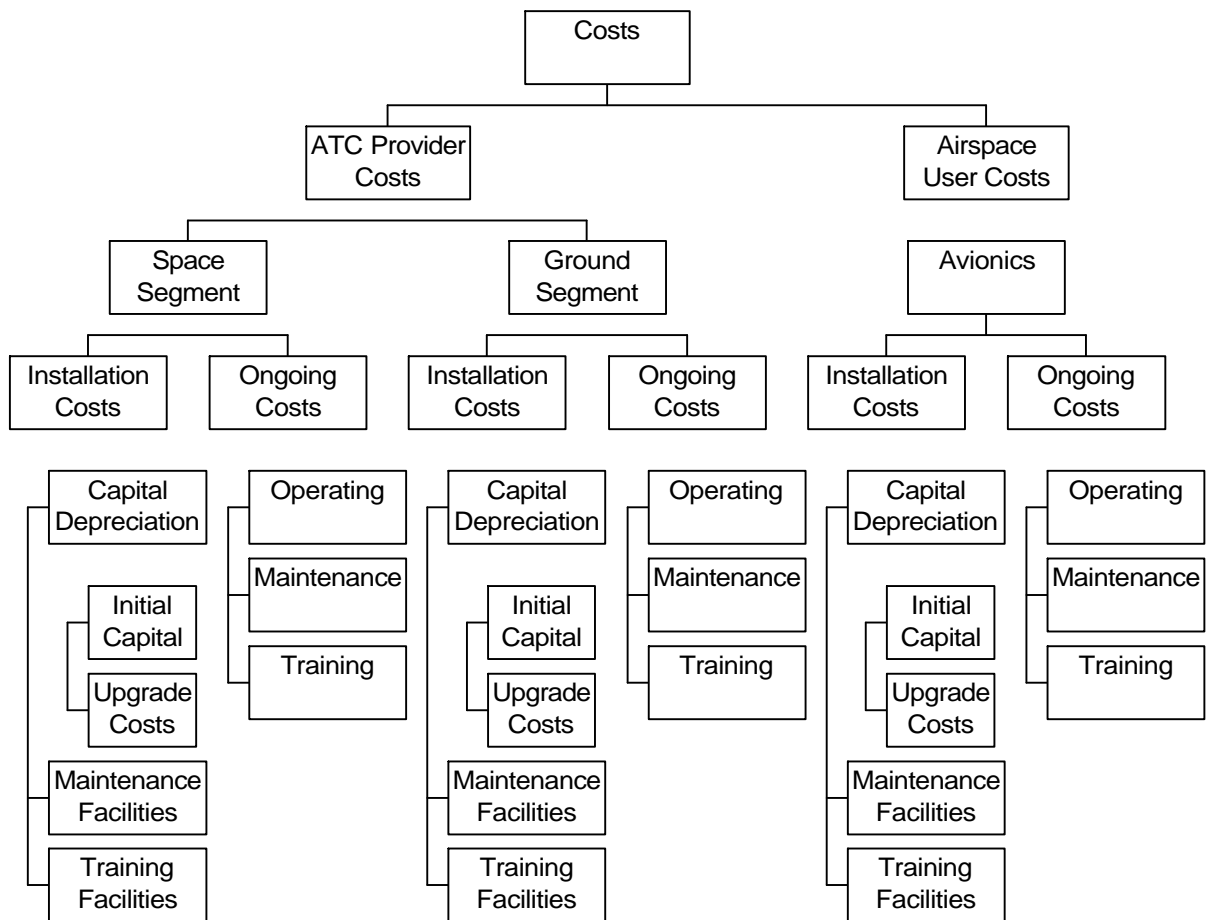 Costs
ATC Provider
Costs
Airspace
User Costs
Space
Segment
Ground
Segment
Avionics
Installation
Costs
Ongoing
Costs
Installation
Costs
Ongoing
Costs
Installation
Costs
Ongoing
Costs
Capital
Depreciation
Initial
Capital
Upgrade
Costs
Maintenance
Facilities
Training
Facilities
Operating
Maintenance
Training
Capital
Depreciation
Initial
Capital
Upgrade
Costs
Maintenance
Facilities
Training
Facilities
Operating
Maintenance
Training
Capital
Depreciation
Initial
Capital
Upgrade
Costs
Maintenance
Facilities
Training
Facilities
Operating
Maintenance
Training